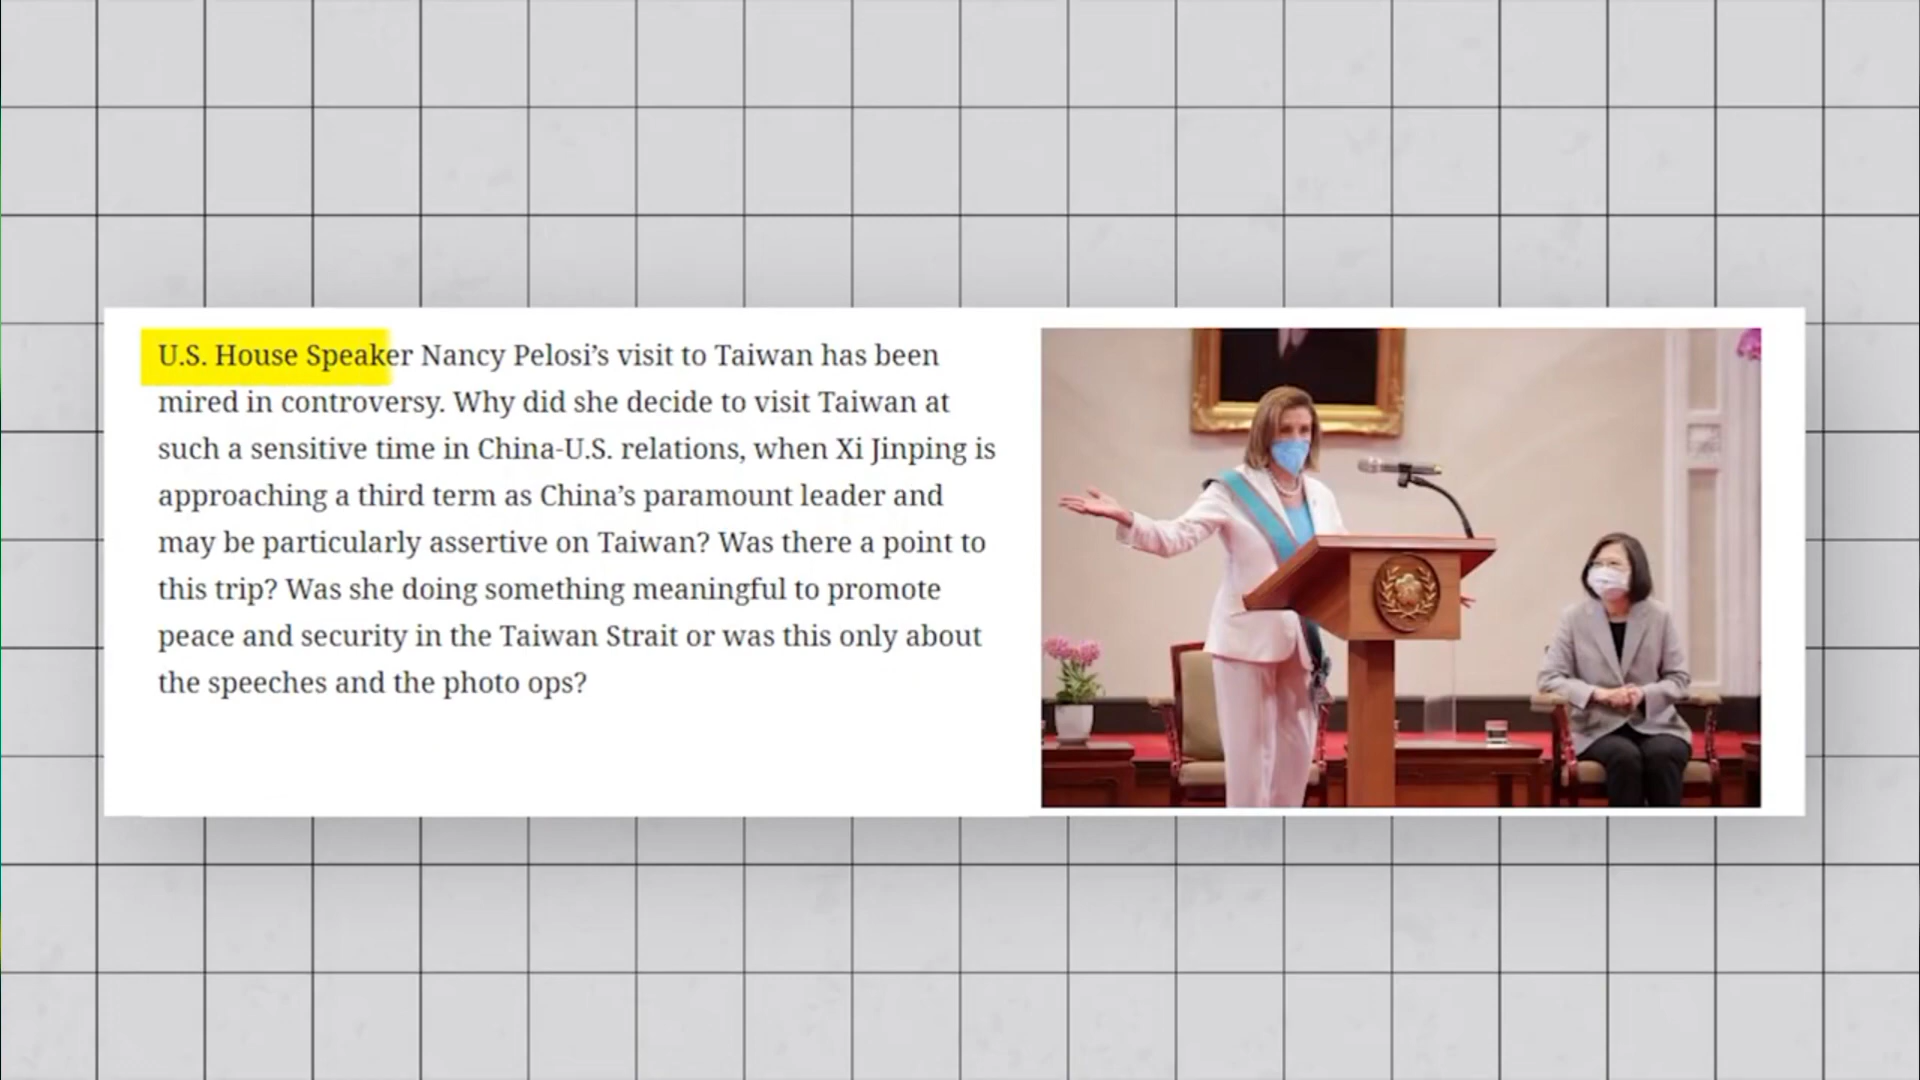 U.S. House Speaker Nancy Pelosi’s visit to Taiwan has been
mired in controversy. Why did she decide to visit Taiwan at
such a sensitive time in China-U.S. relations, when Xi Jinping is
approaching a third term as China’s paramount leader and
may be particularly assertive on Taiwan? Was there a point to
this trip? Was she doing something meaningful to promote
peace and security in the Taiwan Strait or was this only about
the speeches and the photo ops?